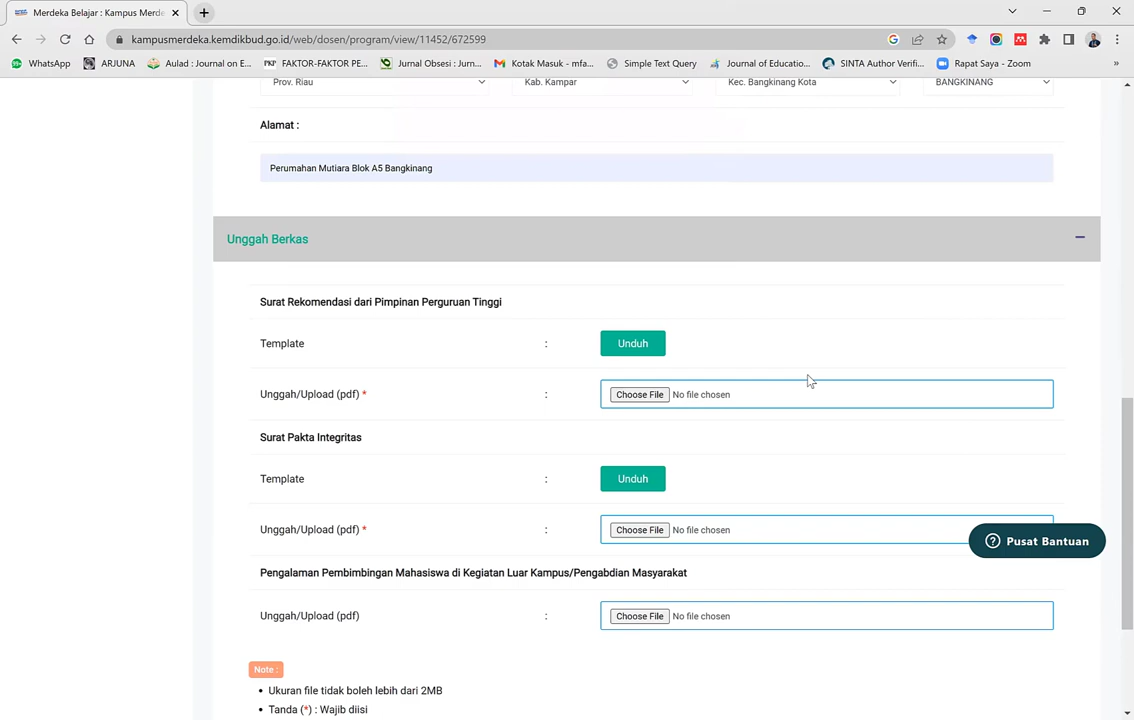 Merdeka Belajar : Kampus Merde
kampusmerdeka.kemdikbud.go.id/web/dosen/program/view/11452/672599
WhatsApp ARJUNA Aulad : Journal on E... PKP FAKTOR-FAKTOR PE... Jurnal Obsesi : Jurn... Kotak Masuk - mfa... Simple Text Query Journal of Educatio... SINTA Author Verifi... Rapat Saya - Zoom »
Prov. Riau Kab. Kampar Kec. Bangkinang Kota BANGKINANG
Alamat :
Perumahan Mutiara Blok A5 Bangkinang
Unggah Berkas
Surat Rekomendasi dari Pimpinan Perguruan Tinggi
Template : Unduh
Unggah/Upload (pdf) * : Choose File No file chosen
Surat Pakta Integritas
Template : Unduh
Unggah/Upload (pdf) * : Choose File No file chosen
Pusat Bantuan
Pengalaman Pembimbingan Mahasiswa di Kegiatan Luar Kampus/Pengabdian Masyarakat
Unggah/Upload (pdf) : Choose File No file chosen
Note :
• Ukuran file tidak boleh lebih dari 2MB
• Tanda (*) : Wajib diisi